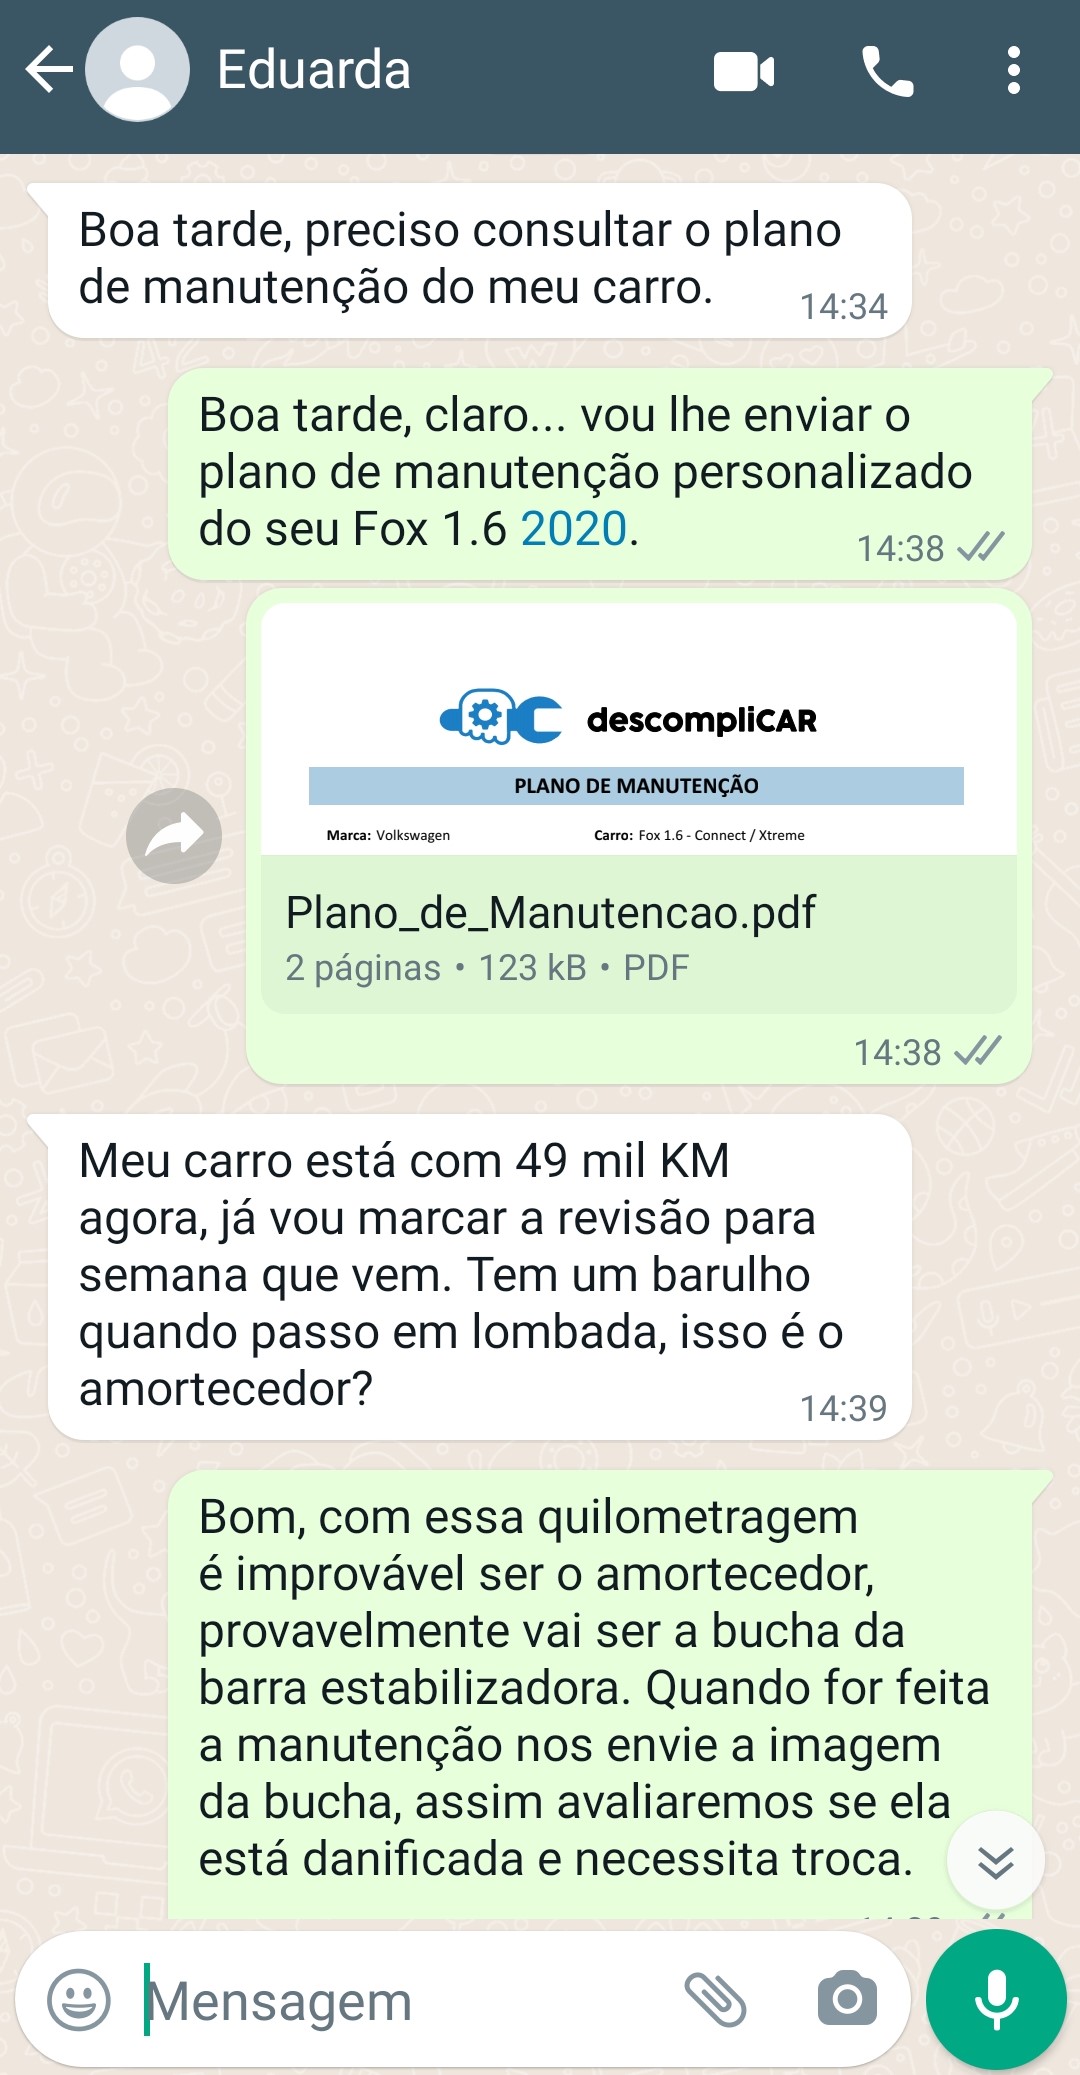 Eduarda
Boa tarde, preciso consultar o plano
de manutenção do meu carro.
14:34
Boa tarde, claro... vou lhe enviar o
plano de manutenção personalizado
do seu Fox 1.6 2020.
14:38
descompliCAR
PLANO DE MANUTENÇÃO
Marca: Volkswagen Carro: Fox 1.6 - Connect / Xtreme
Plano_de_Manutencao.pdf
2 páginas • 123 kB • PDF
14:38
Meu carro está com 49 mil KM
agora, já vou marcar a revisão para
semana que vem. Tem um barulho
quando passo em lombada, isso é o
amortecedor?
14:39
Bom, com essa quilometragem
é improvável ser o amortecedor,
provavelmente vai ser a bucha da
barra estabilizadora. Quando for feita
a manutenção nos envie a imagem
da bucha, assim avaliaremos se ela
está danificada e necessita troca.
Mensagem